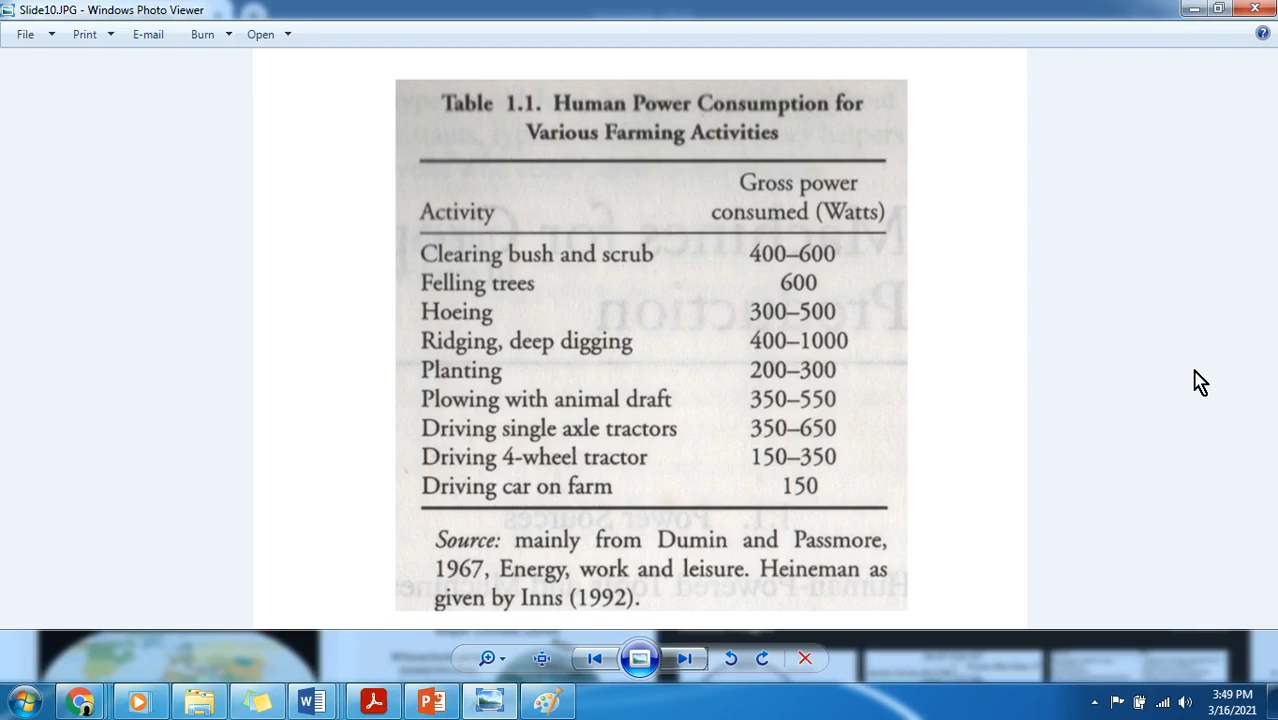 Slide10.JPG - Windows Photo Viewer
File Print E-mail Burn Open
Table 1.1. Human Power Consumption for
Various Farming Activities
Gross power
Activity consumed (Watts)
Clearing bush and scrub 400–600
Felling trees 600
Hoeing 300–500
Ridging, deep digging 400–1000
Planting 200–300
Plowing with animal draft 350–550
Driving single axle tractors 350–650
Driving 4-wheel tractor 150–350
Driving car on farm 150
Source: mainly from Dumin and Passmore,
1967, Energy, work and leisure. Heineman as
given by Inns (1992).
3:49 PM
3/16/2021